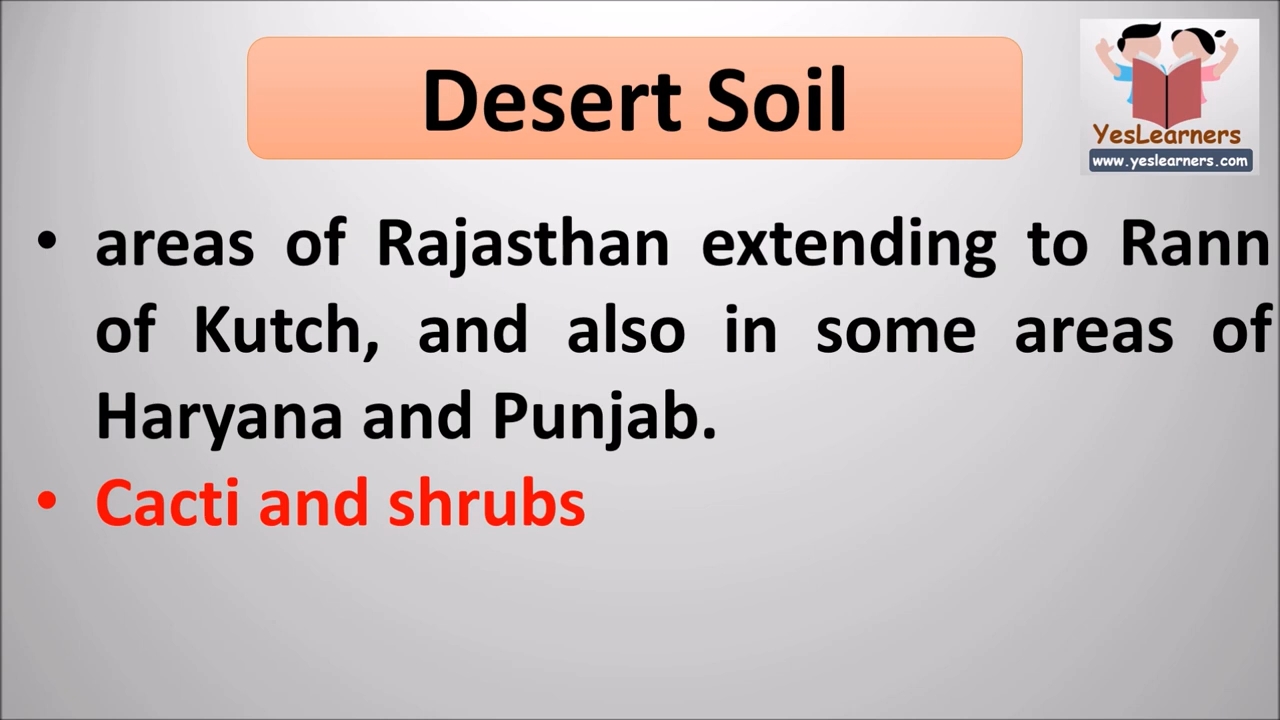 Desert Soil
YesLearners
www.yeslearners.com
• areas of Rajasthan extending to Rann
of Kutch, and also in some areas of
Haryana and Punjab.
• Cacti and shrubs